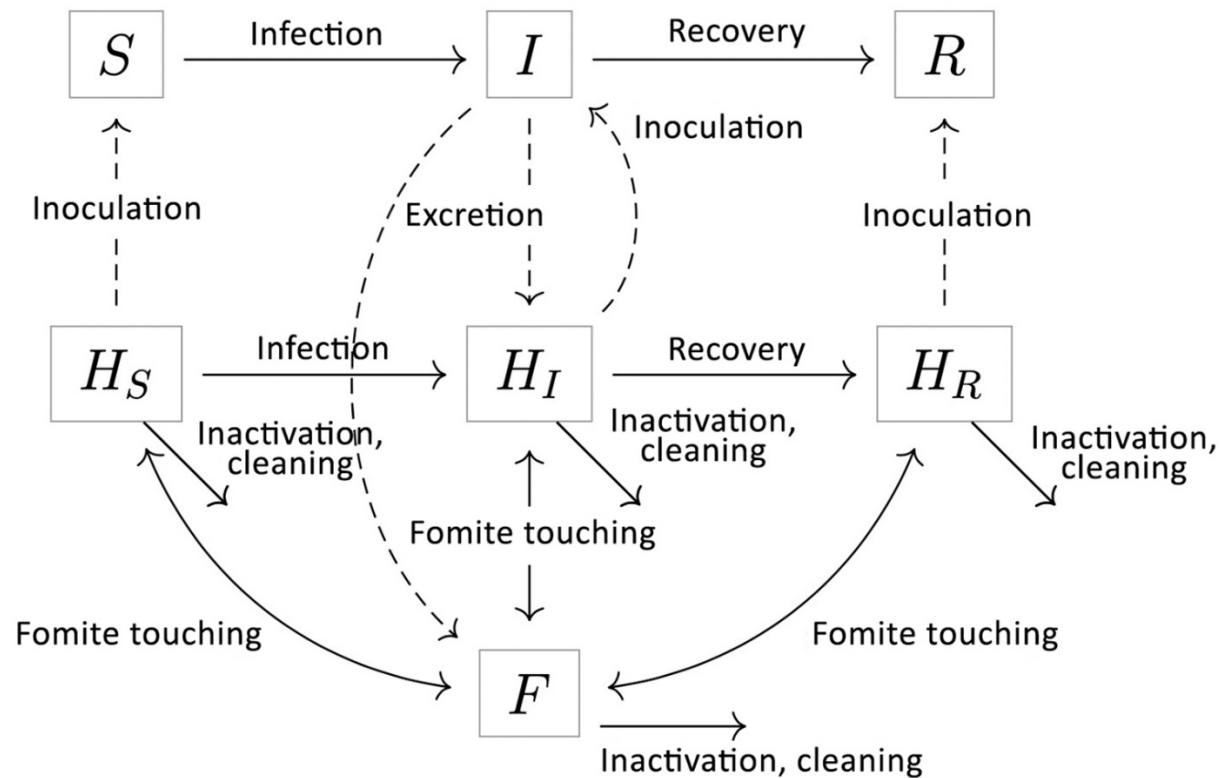 Infection
Recovery
S
I
R
Inoculation
Inoculation
Excretion
Inoculation
Infection
Recovery
H_S
H_I
H_R
Inactivation,
cleaning
Inactivation,
cleaning
Inactivation,
cleaning
Fomite touching
Fomite touching
Fomite touching
F
Inactivation, cleaning